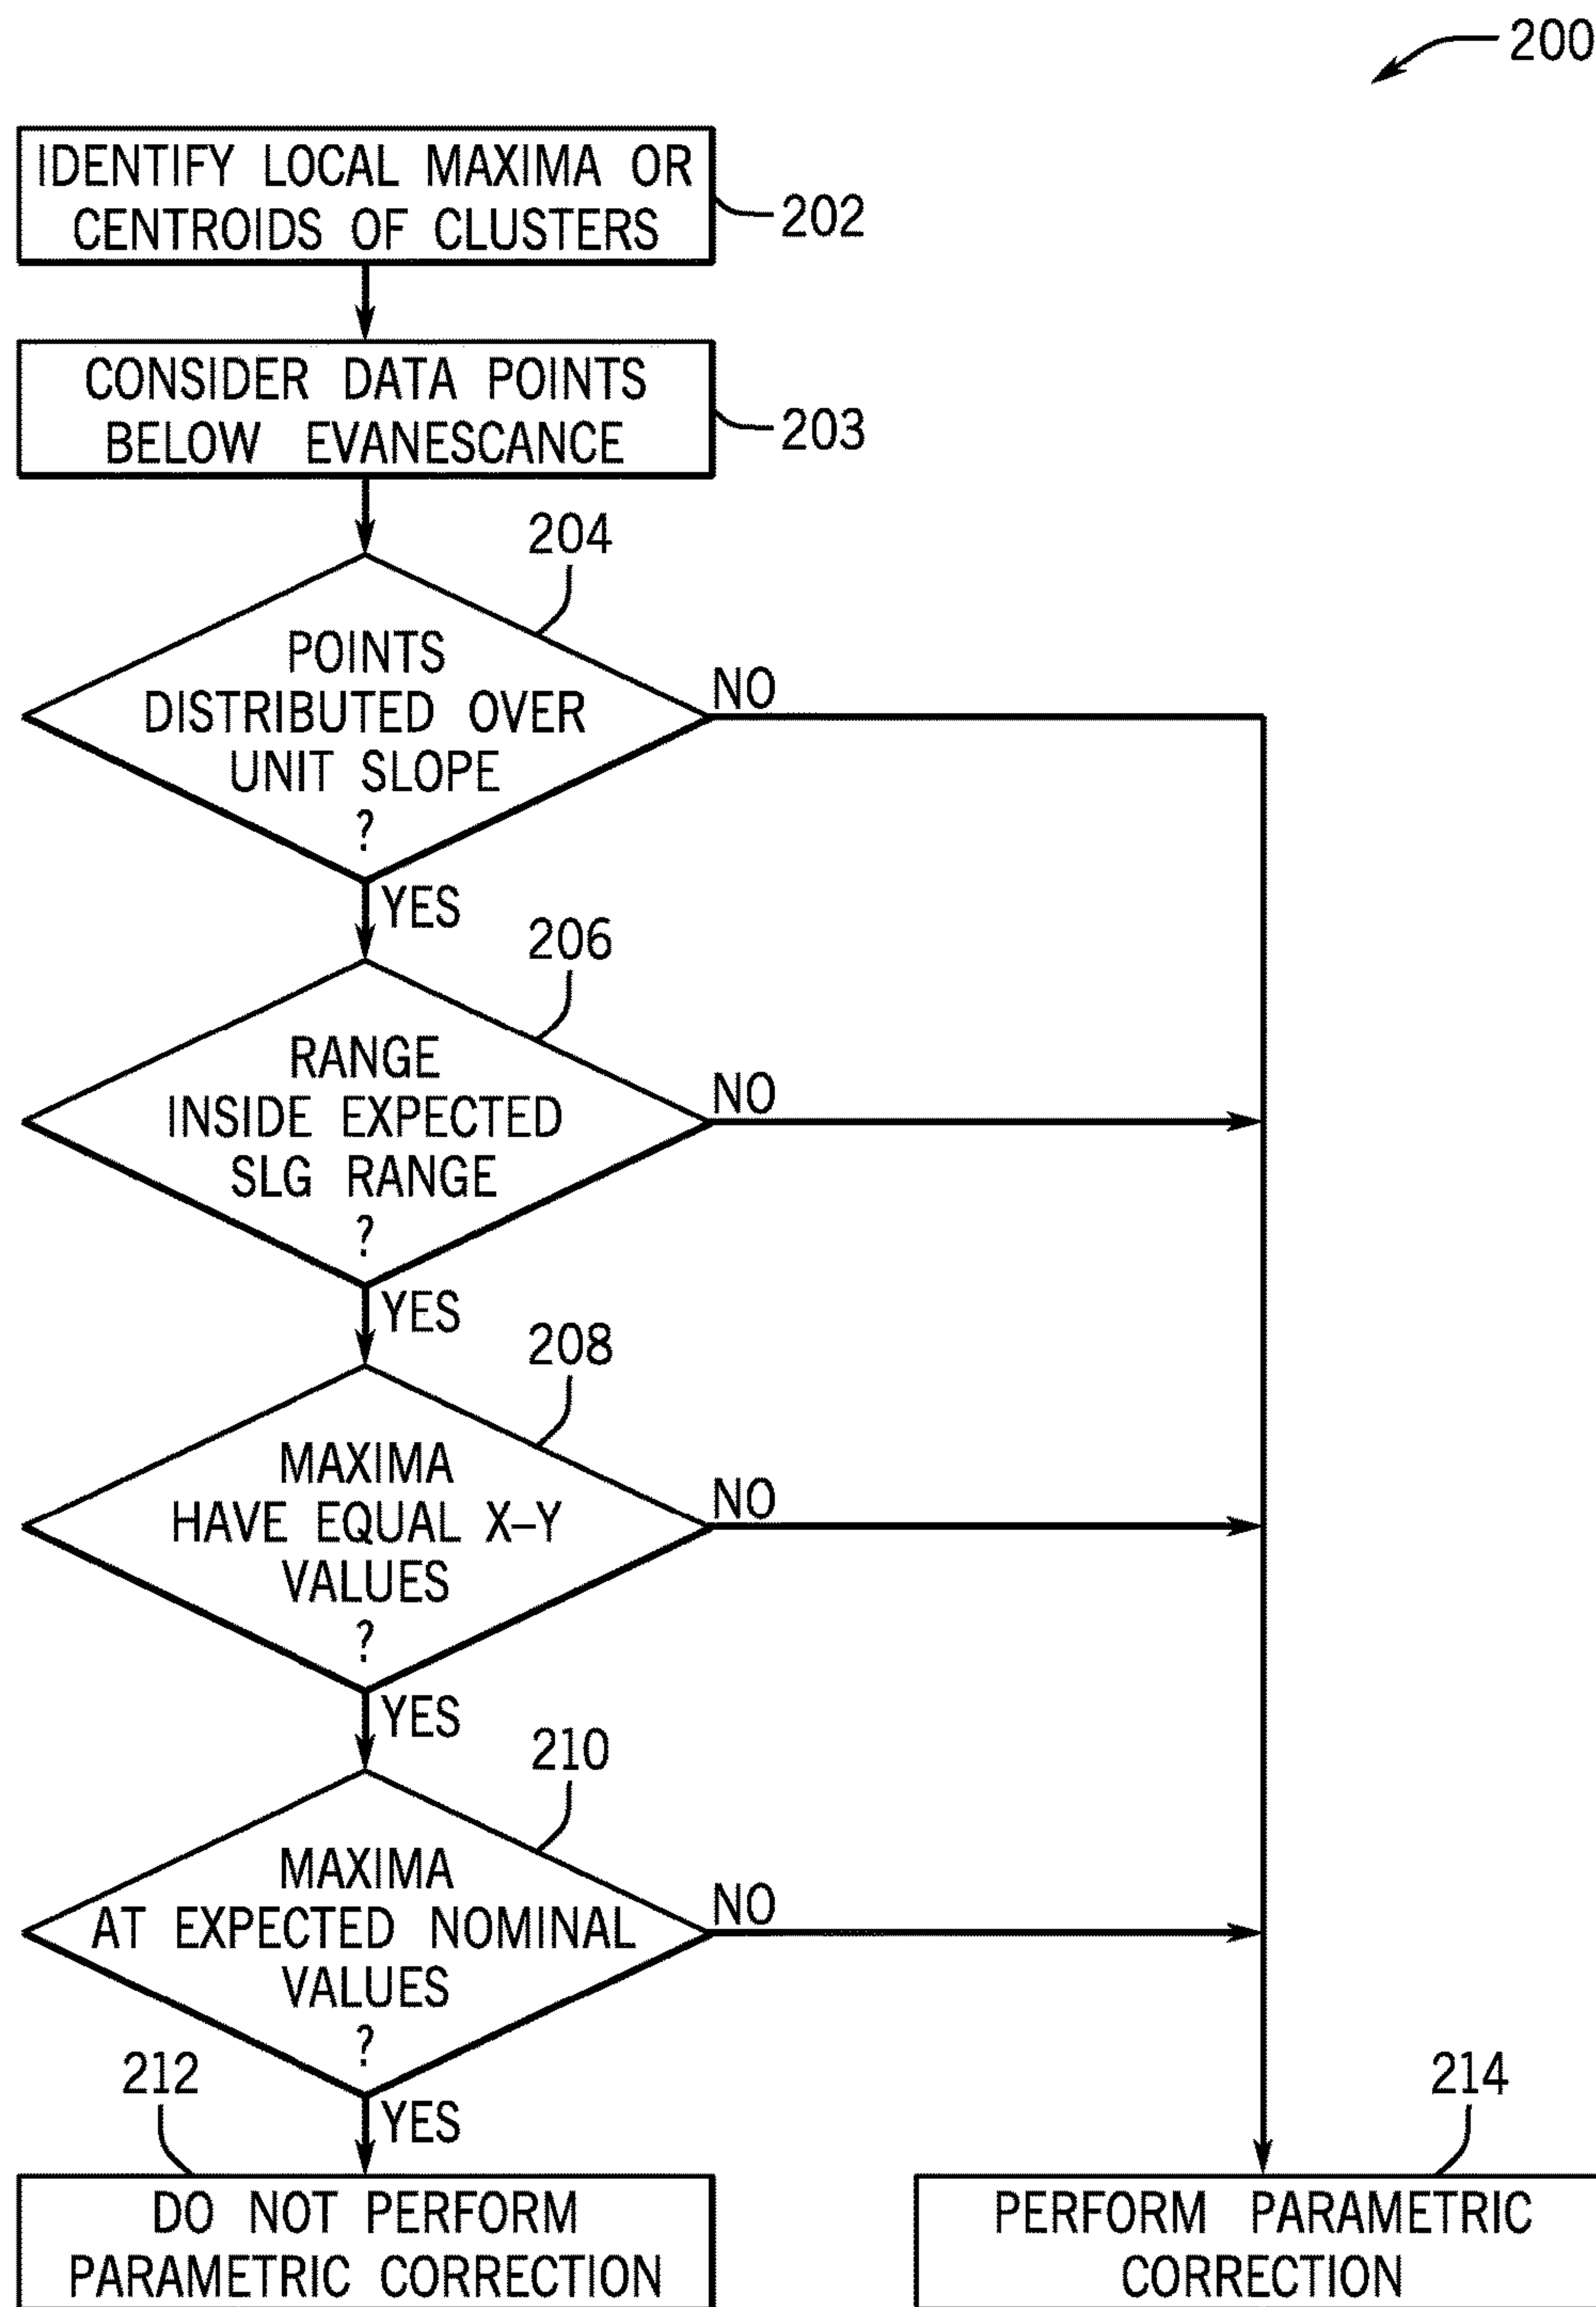 200
IDENTIFY LOCAL MAXIMA OR
CENTROIDS OF CLUSTERS
202
CONSIDER DATA POINTS
BELOW EVANESCANCE
203
204
POINTS
DISTRIBUTED OVER
UNIT SLOPE
?
NO
YES
206
RANGE
INSIDE EXPECTED
SLG RANGE
?
NO
YES
208
MAXIMA
HAVE EQUAL X–Y
VALUES
?
NO
YES
210
MAXIMA
AT EXPECTED NOMINAL
VALUES
?
NO
YES
212
DO NOT PERFORM
PARAMETRIC CORRECTION
214
PERFORM PARAMETRIC
CORRECTION